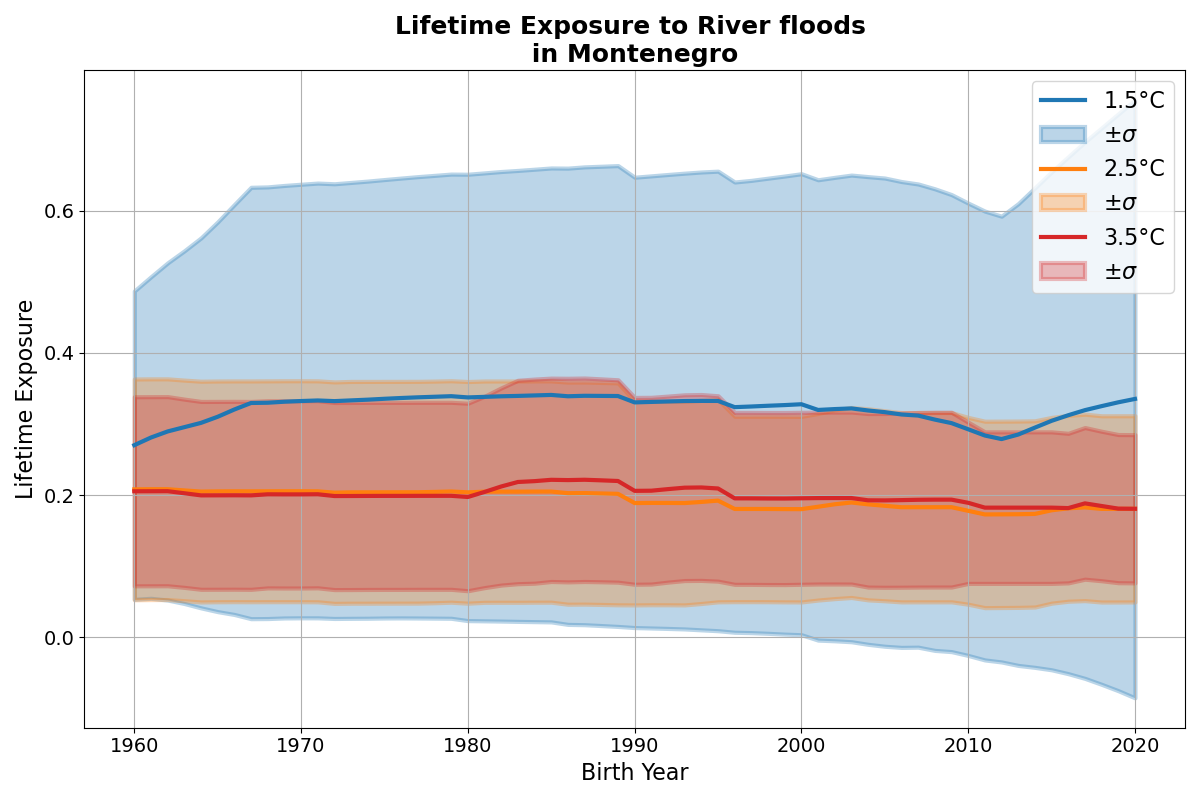 Lifetime Exposure to River floods
in Montenegro
1.5°C
±σ
2.5°C
±σ
3.5°C
±σ
Lifetime Exposure
0.6
0.4
0.2
0.0
1960 1970 1980 1990 2000 2010 2020
Birth Year